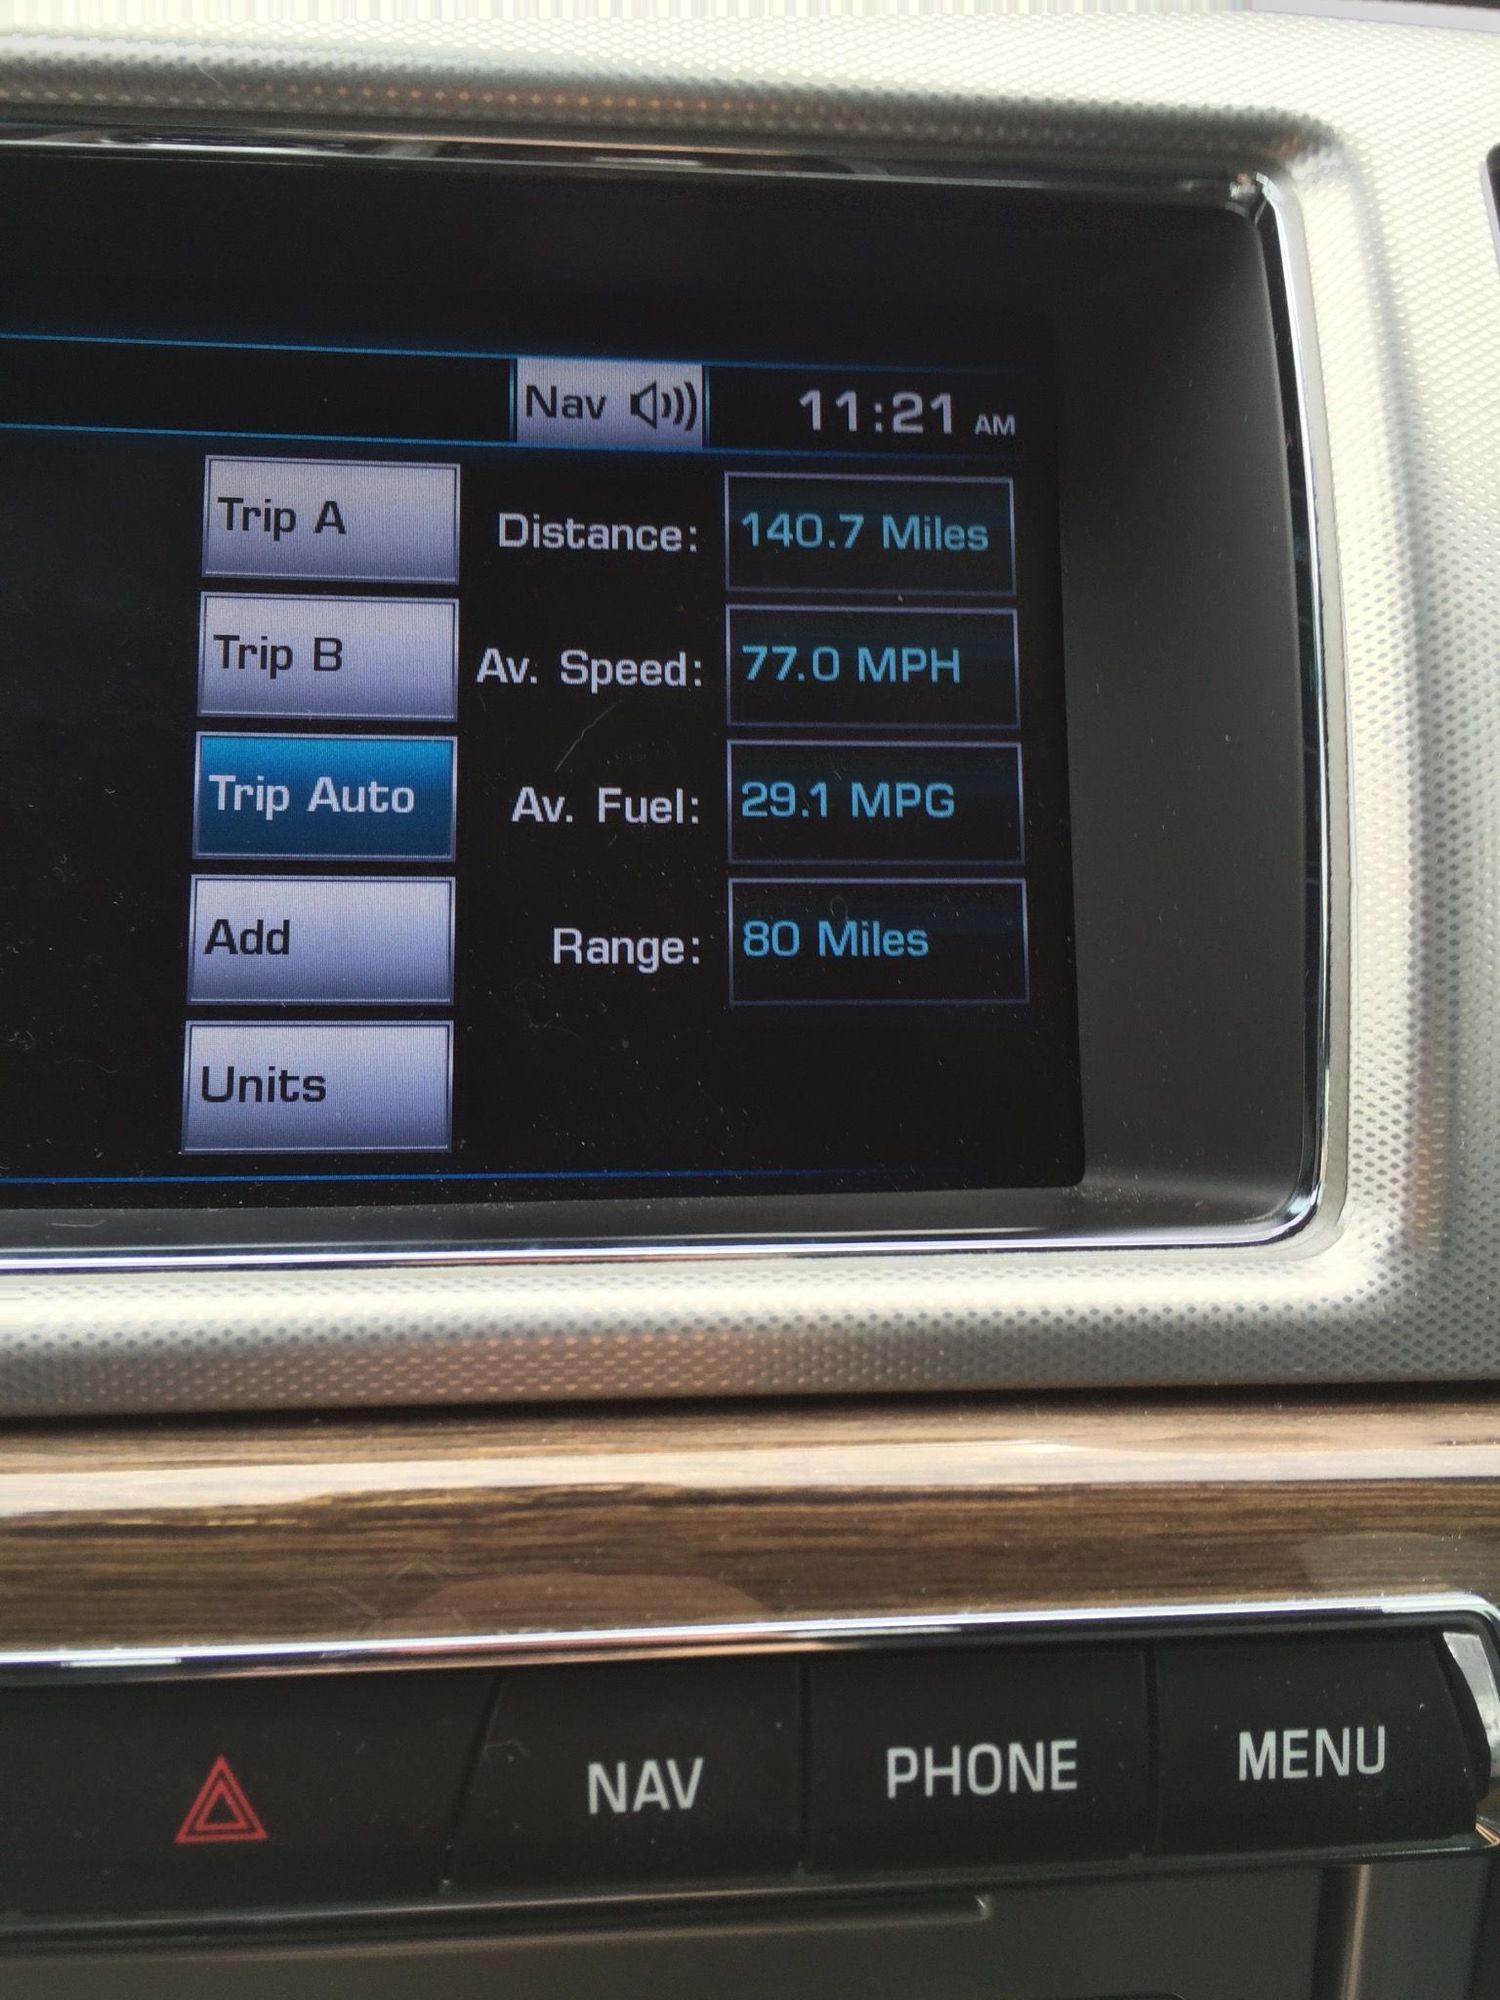 Nav 11:21 AM
Trip A Distance: 140.7 Miles
Trip B Av. Speed: 77.0 MPH
Trip Auto Av. Fuel: 29.1 MPG
Add Range: 80 Miles
Units
NAV PHONE MENU